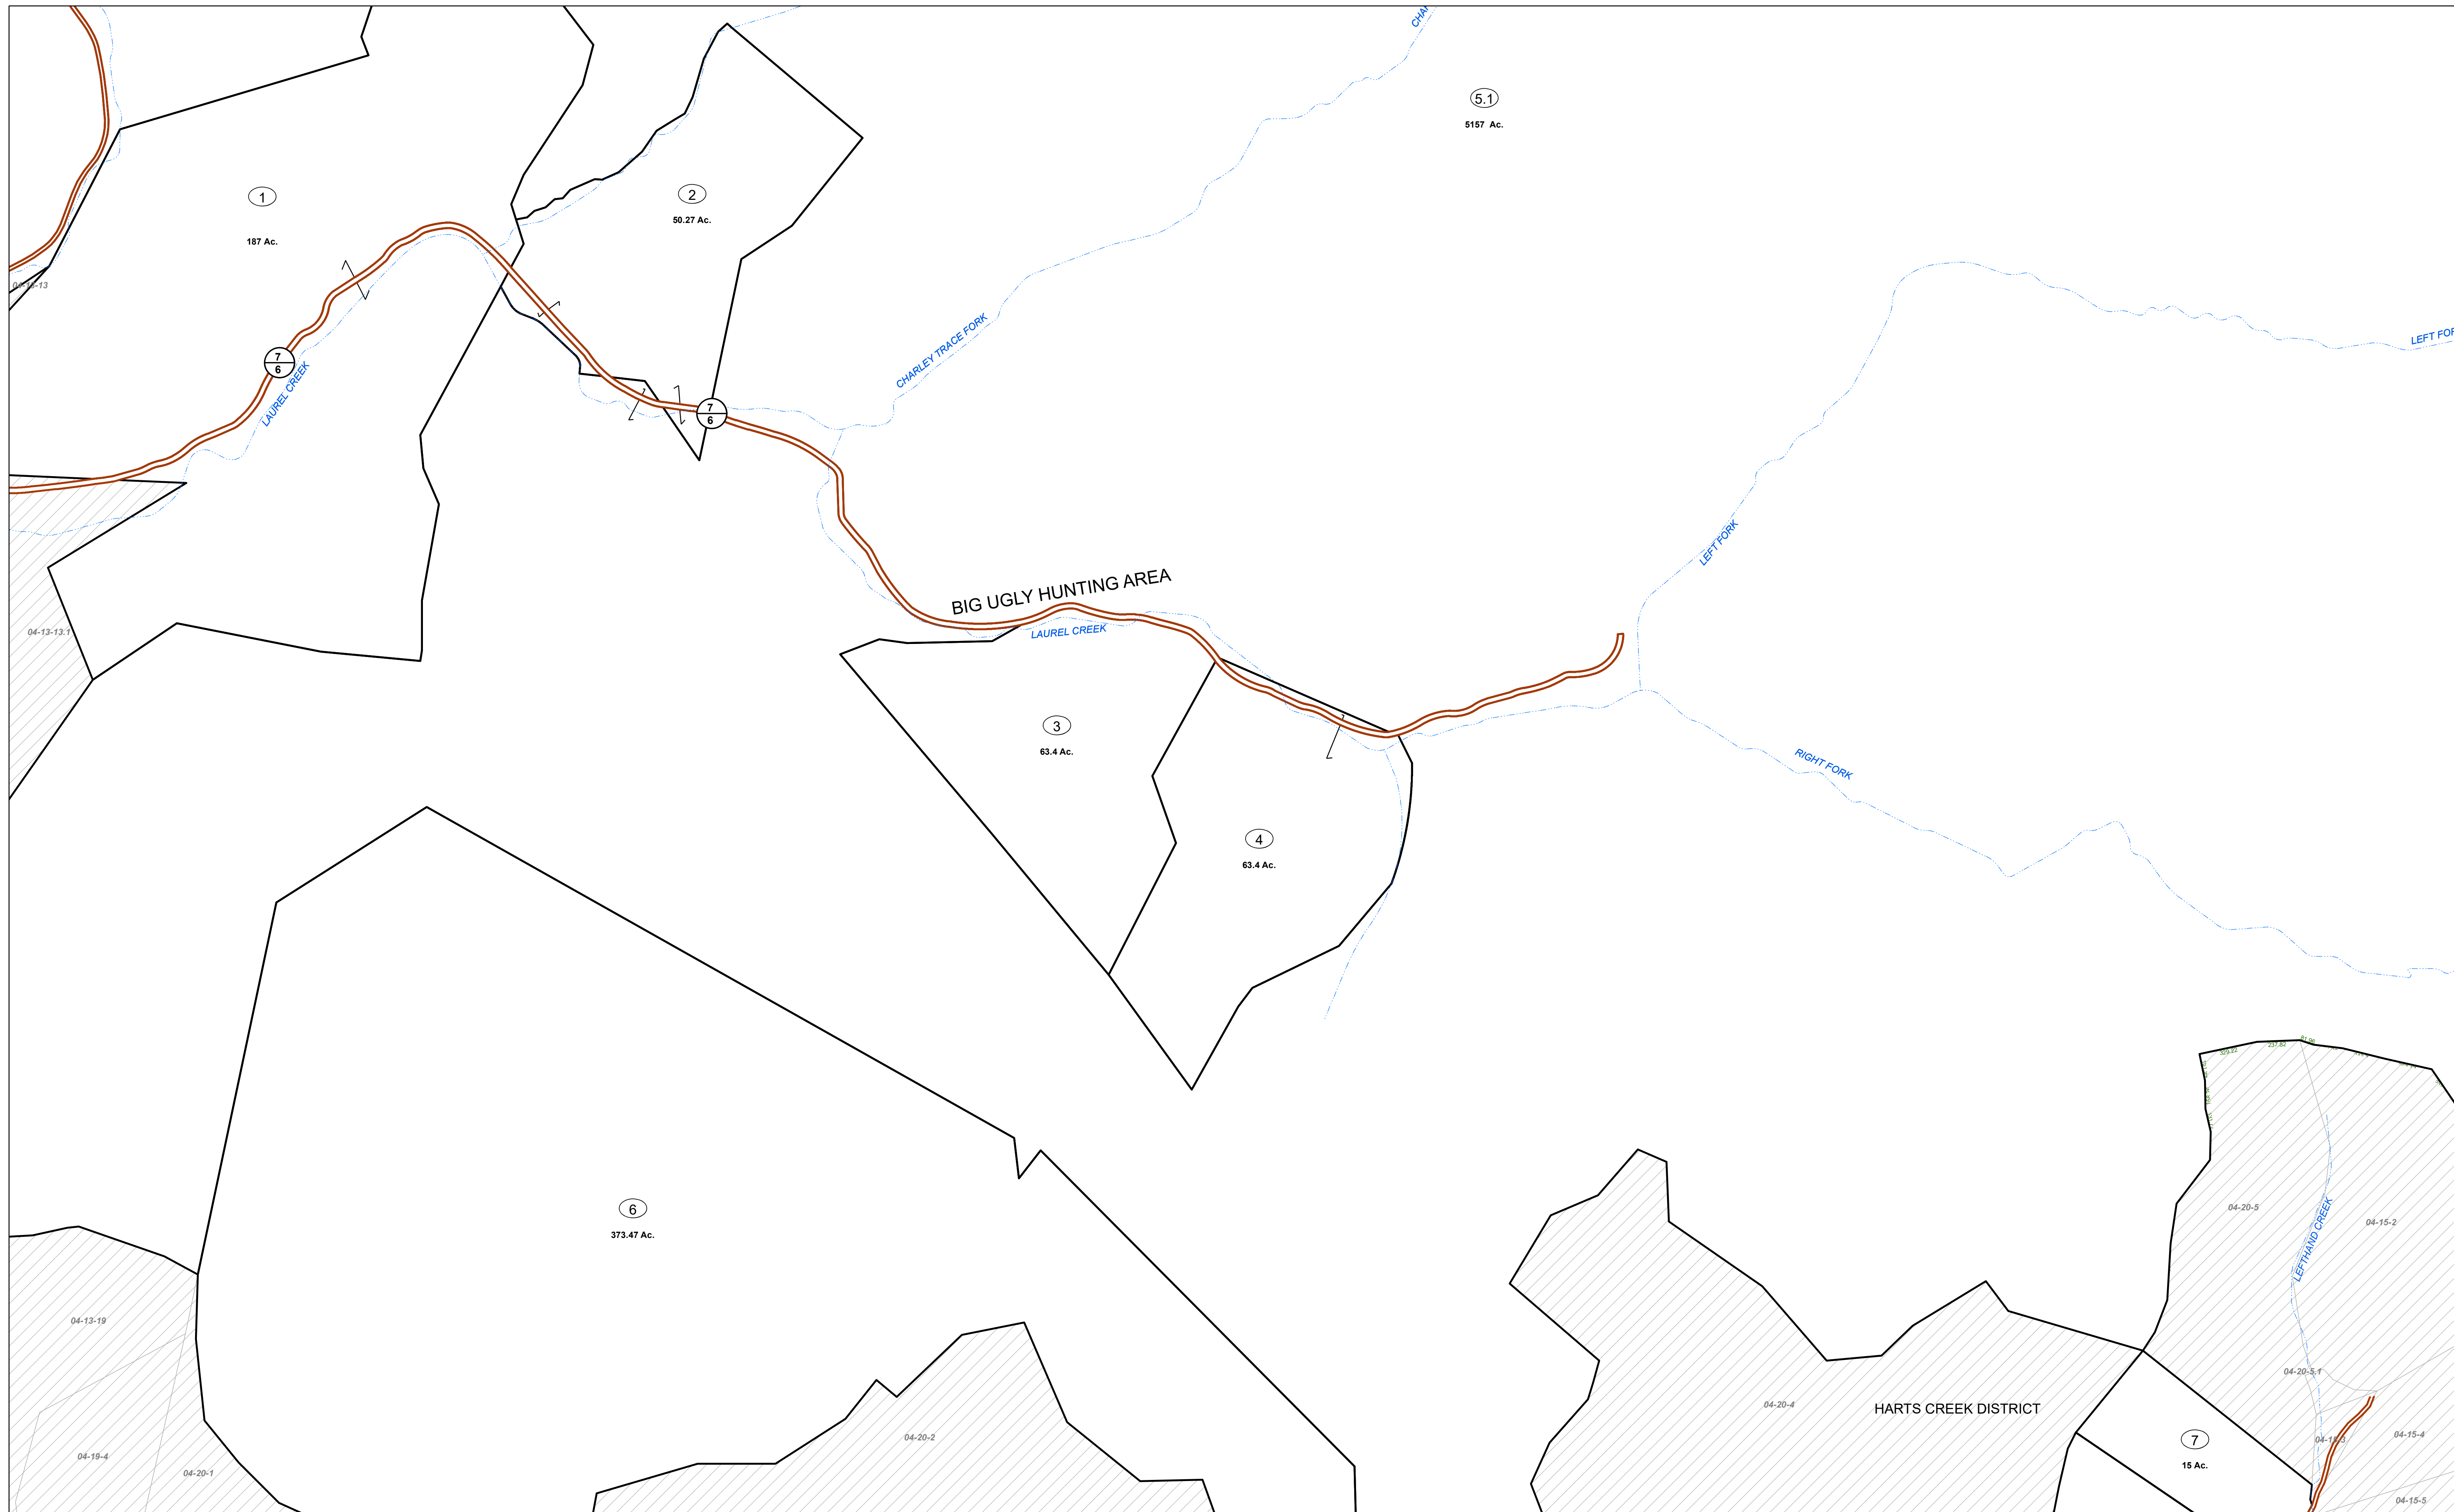 5.1
5157 Ac.
1
187 Ac.
2
50.27 Ac.
CHARLEY TRACE FORK
LEFT FORK
7
6
LAUREL CREEK
7
6
04-13-13.1
BIG UGLY HUNTING AREA
LAUREL CREEK
3
63.4 Ac.
4
63.4 Ac.
RIGHT FORK
6
373.47 Ac.
329.22
237.82
04-20-5
04-15-2
LEFTHAND CREEK
04-13-19
04-20-5.1
04-20-4
HARTS CREEK DISTRICT
04-20-2
7
15 Ac.
04-15-4
04-19-4
04-20-1
04-15-5